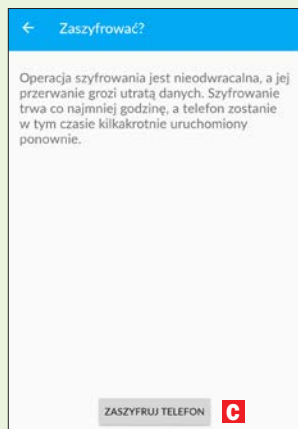 ← Zaszyfrować?
Operacja szyfrowania jest nieodwracalna, a jej
przerwanie grozi utratą danych. Szyfrowanie
trwa co najmniej godzinę, a telefon zostanie
w tym czasie kilkakrotnie uruchomiony
ponownie.
ZASZYFRUJ TELEFON
C